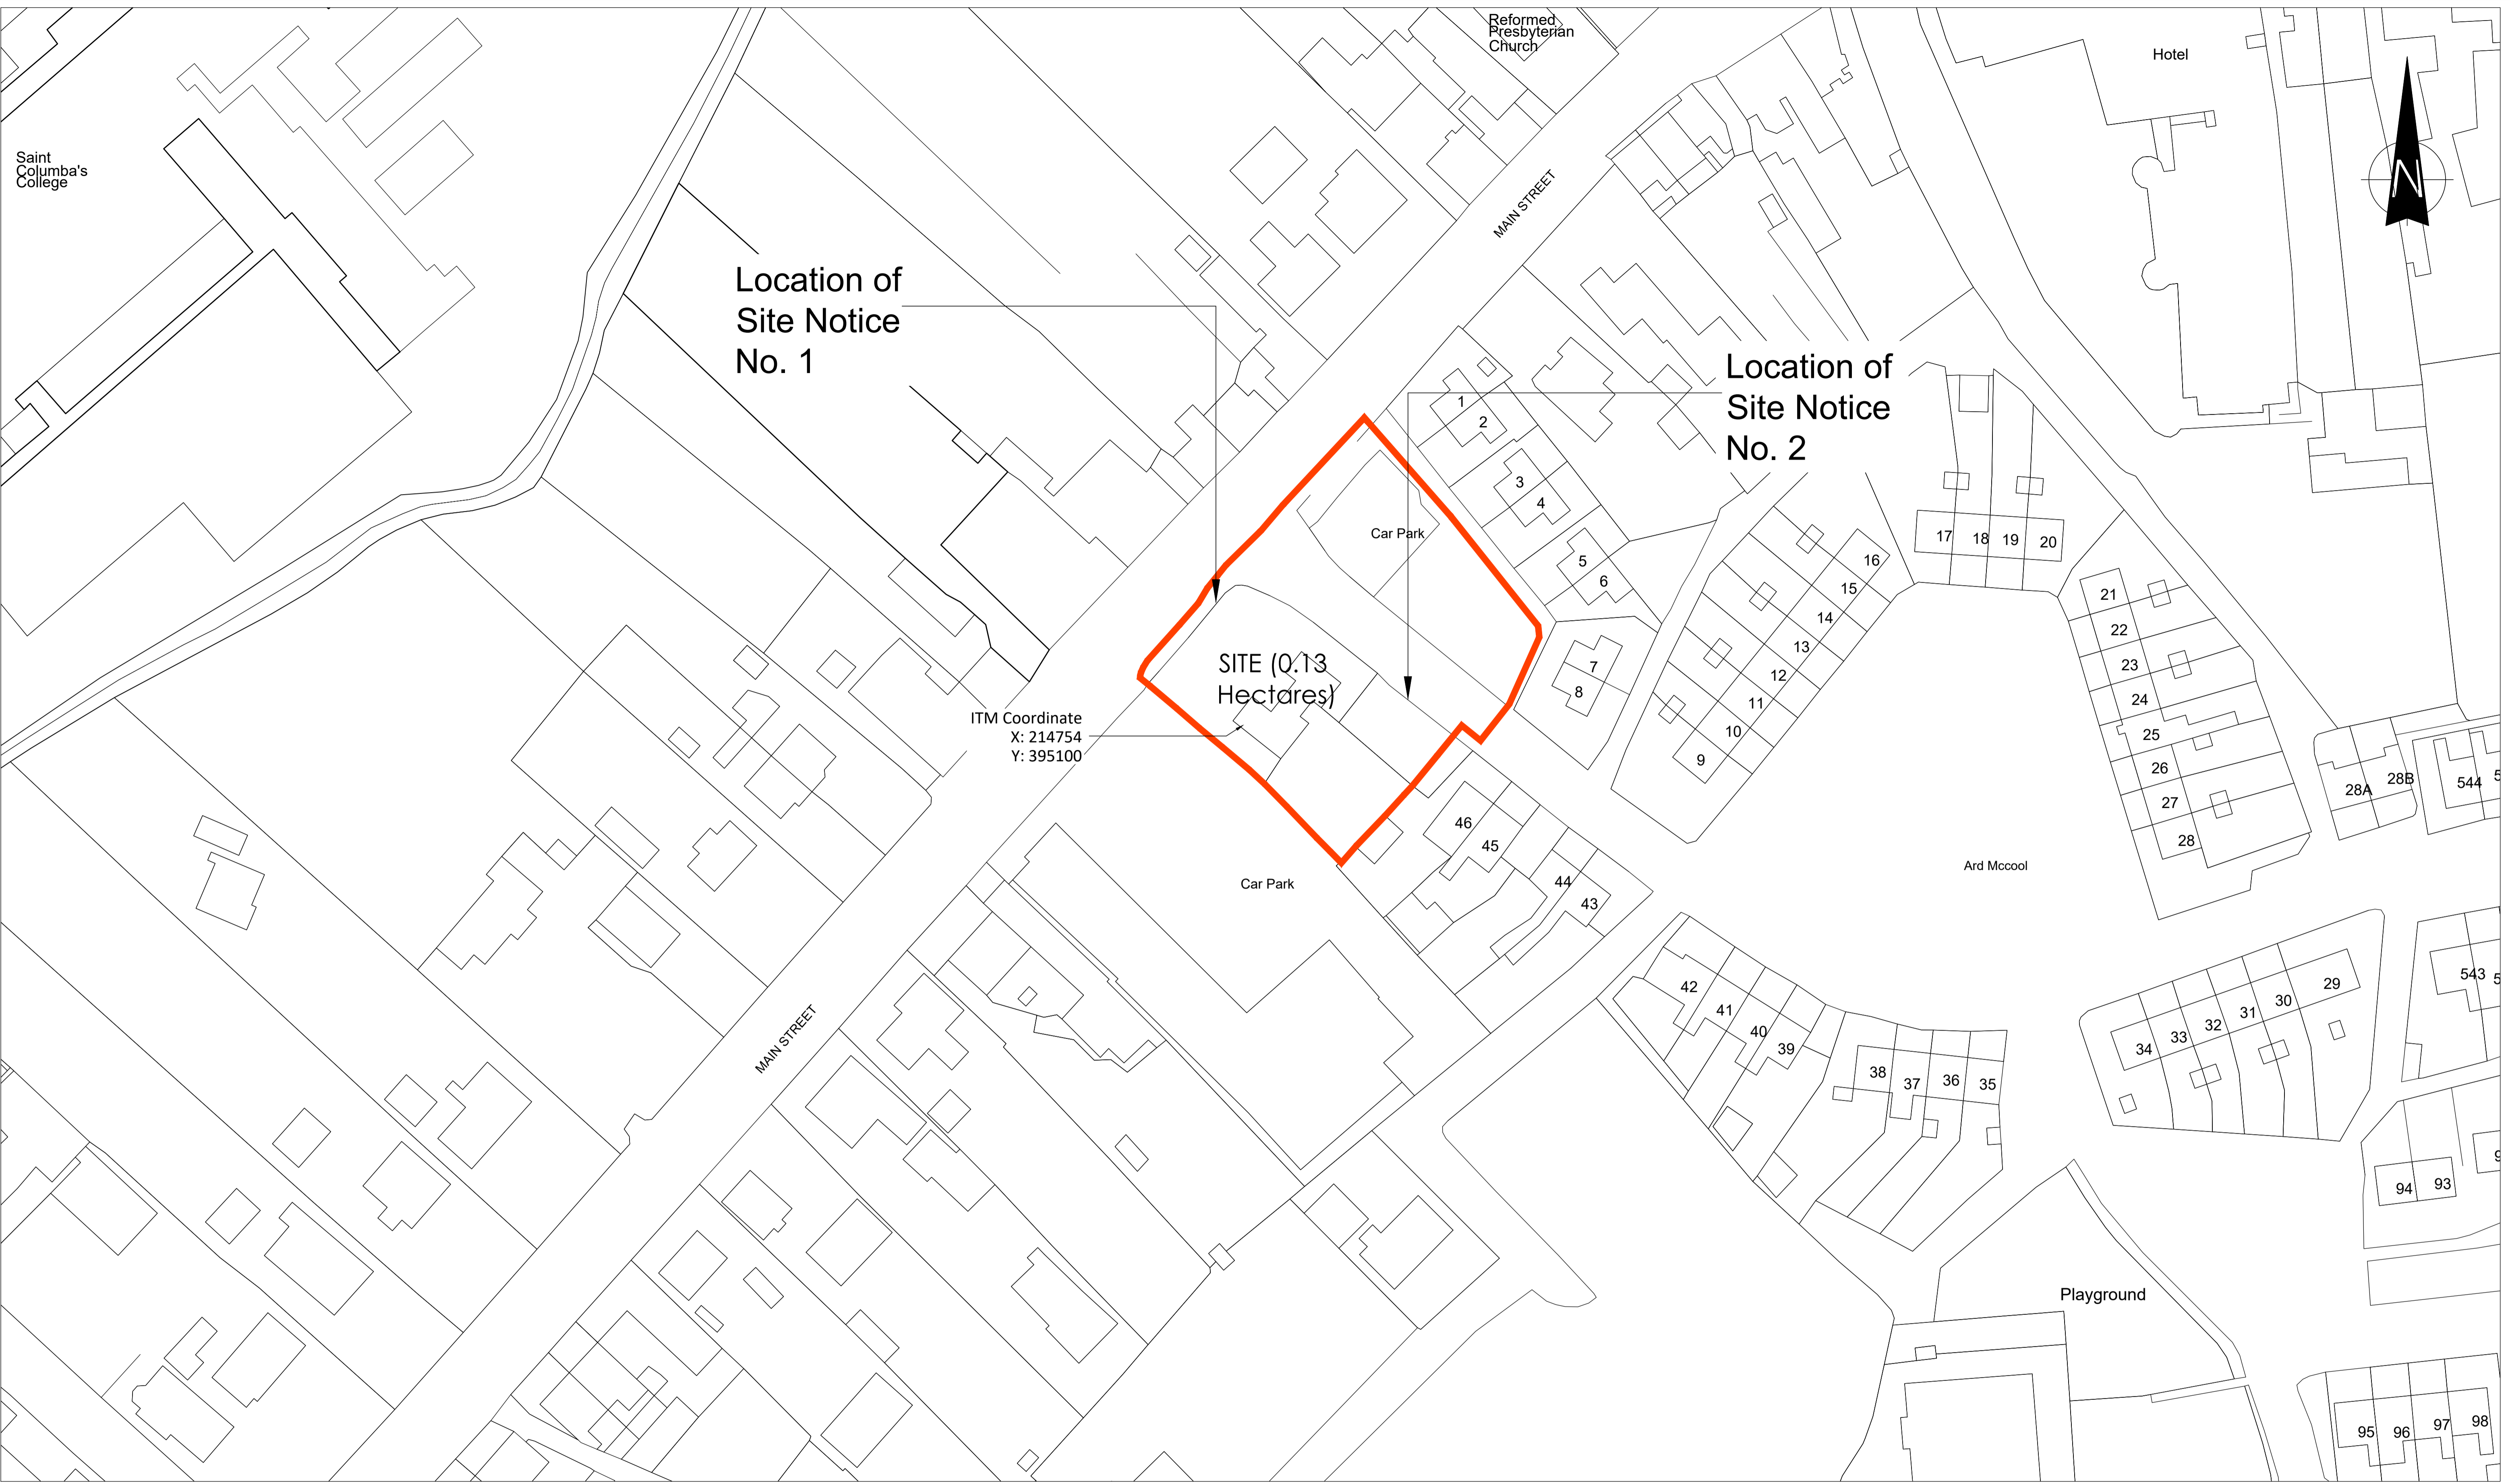 Reformed
Presbyterian
Church
Hotel
Saint
Columba's
College
N
MAIN STREET
Location of
Site Notice
No. 1
Location of
Site Notice
No. 2
1
2
3
4
5
6
7
8
Car Park
SITE (0.13
Hectares)
ITM Coordinate
X: 214754
Y: 395100
16
15
14
13
12
11
10
9
17
18
19
20
21
22
23
24
25
26
27
28
28A
28B
544
5
46
45
44
43
Car Park
Ard Mccool
MAIN STREET
42
41
40
39
38
37
36
35
34
33
32
31
30
29
543
5
94
93
9
Playground
95
96
97
98